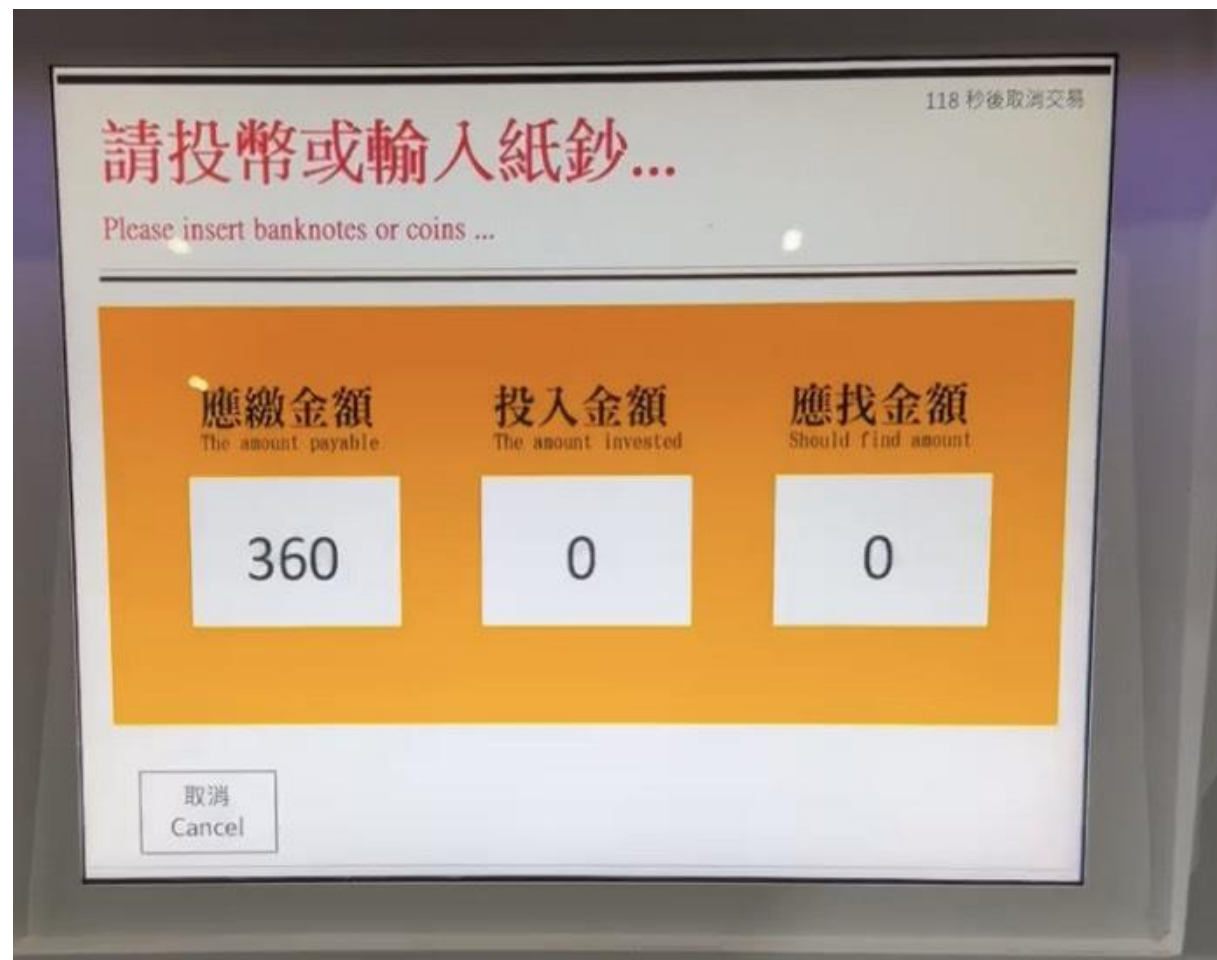 118 秒後取消交易
請投幣或輸入紙鈔...
Please insert banknotes or coins ...
應繳金額 投入金額 應找金額
The amount payable The amount invested Should find amount
360 0 0
取消
Cancel